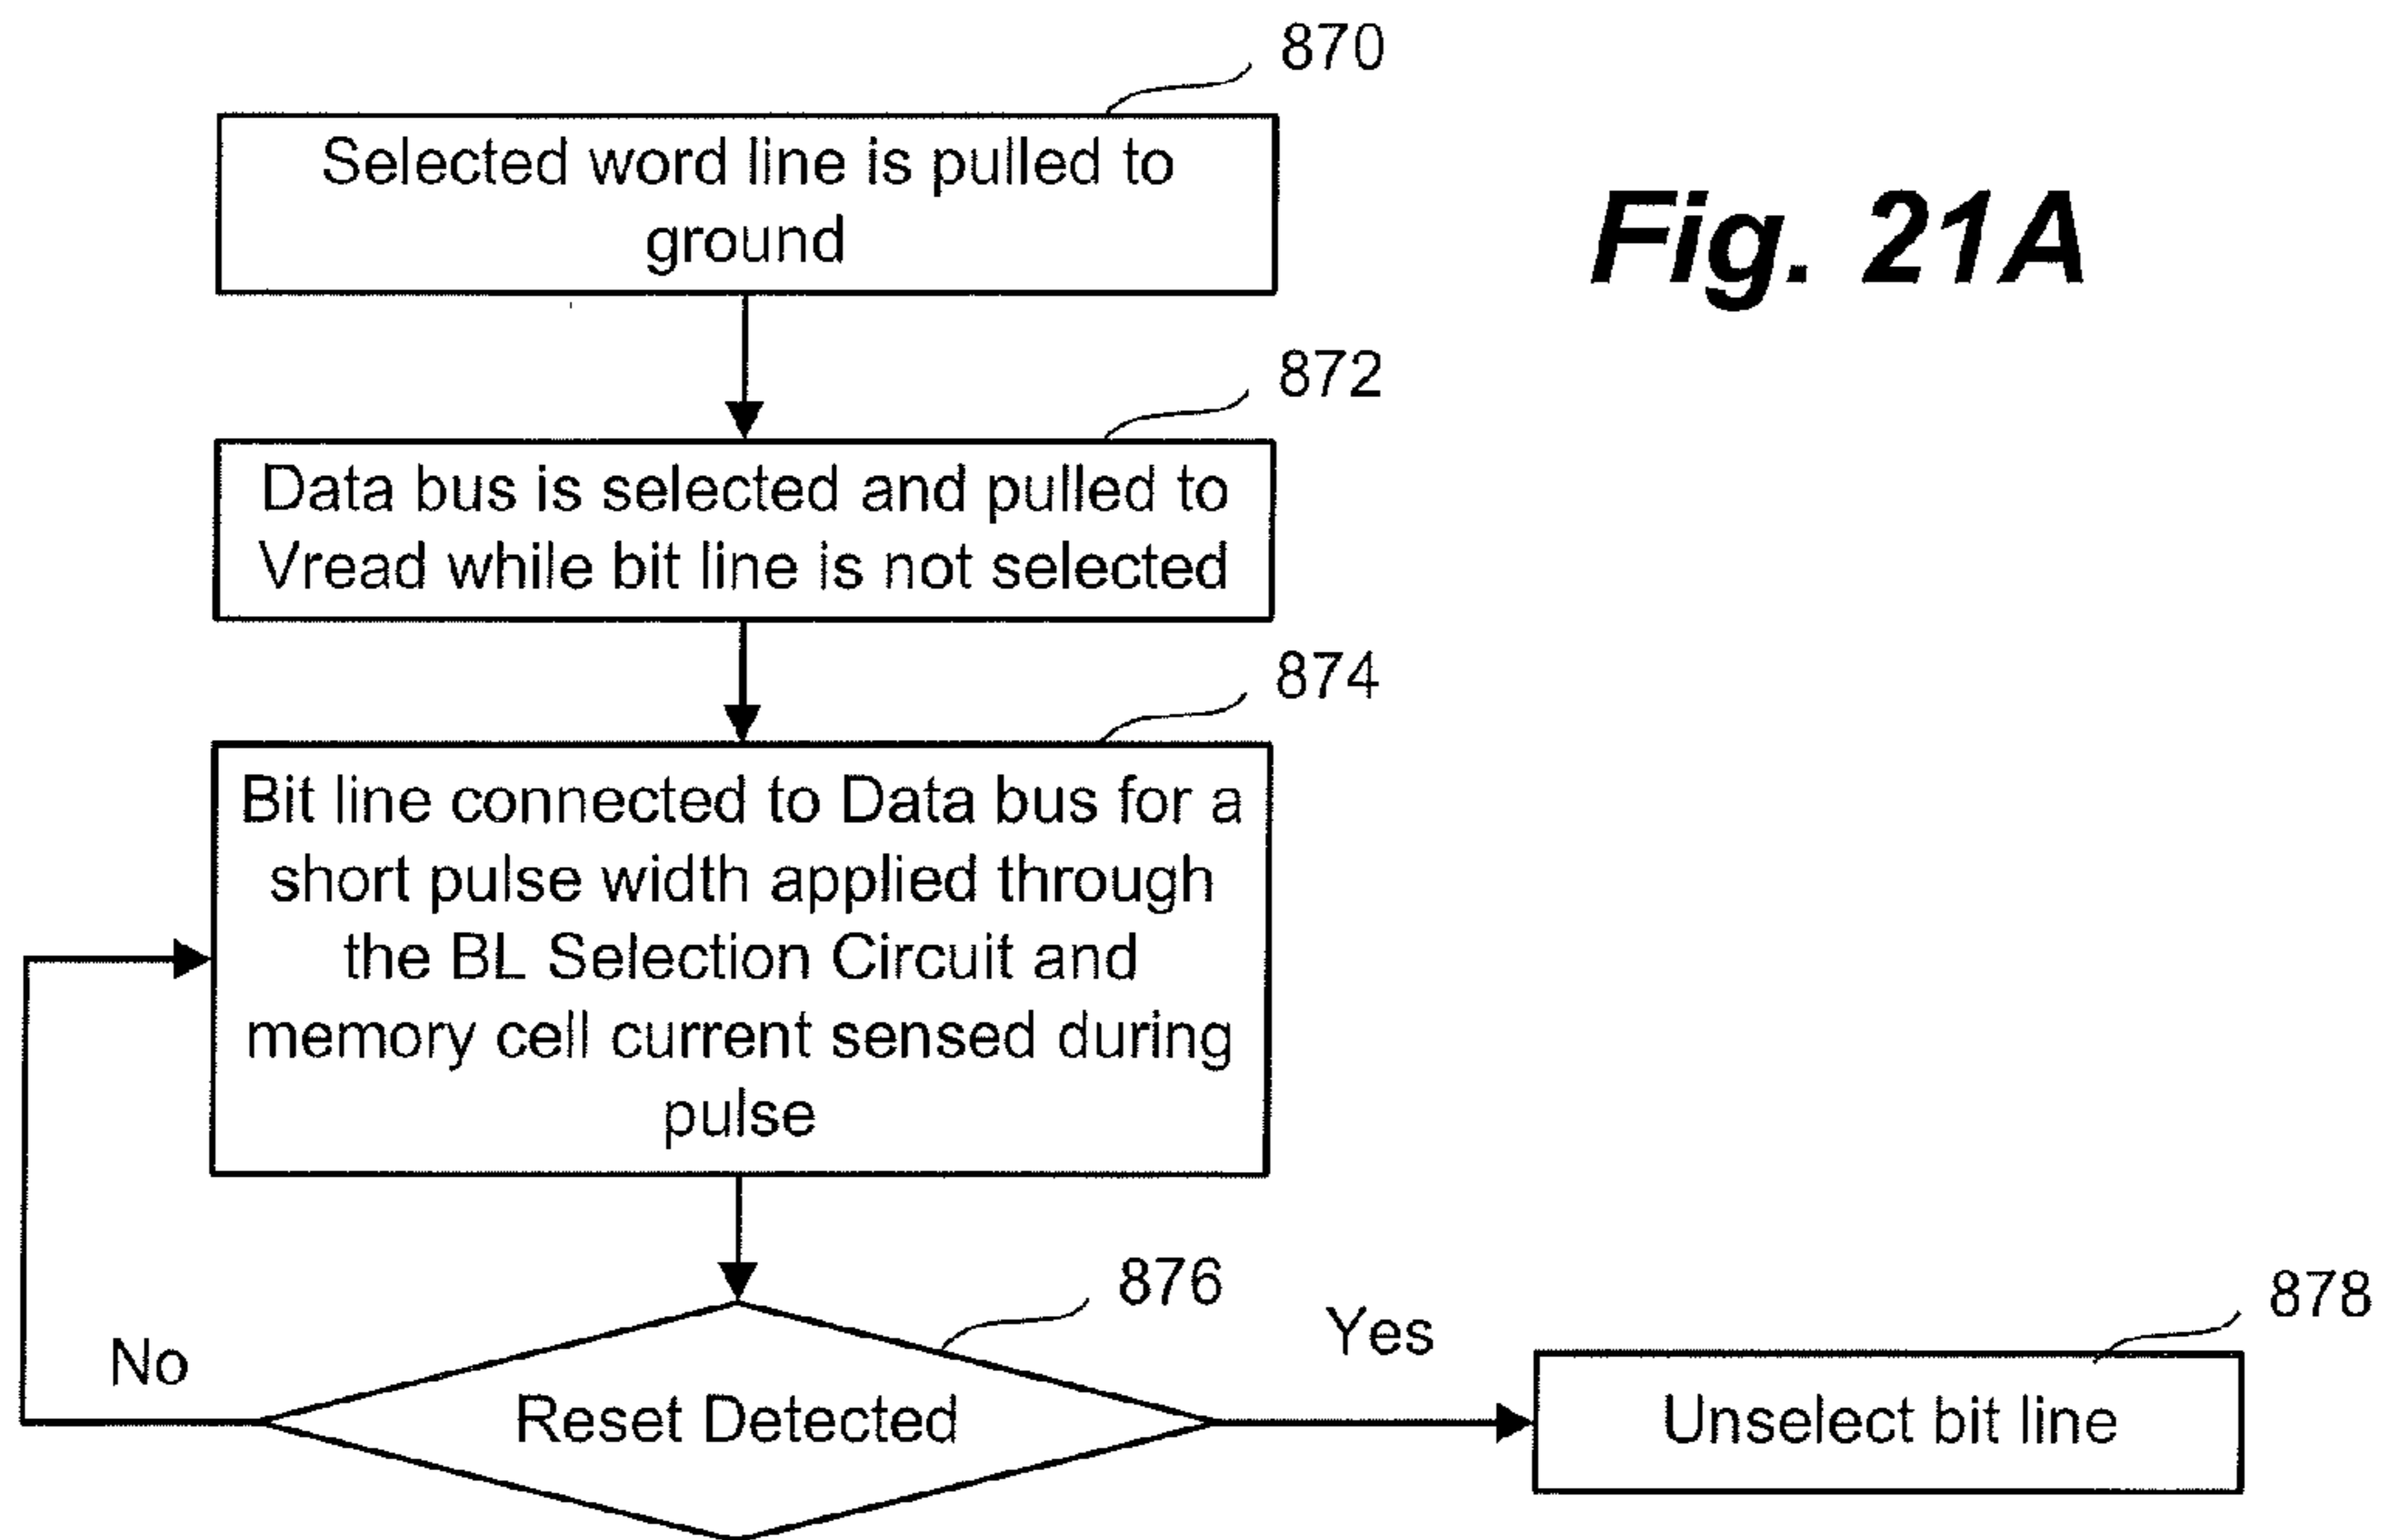 870
Selected word line is pulled to
ground
Fig. 21A
872
Data bus is selected and pulled to
Vread while bit line is not selected
874
Bit line connected to Data bus for a
short pulse width applied through
the BL Selection Circuit and
memory cell current sensed during
pulse
876
Reset Detected
No
Yes
878
Unselect bit line